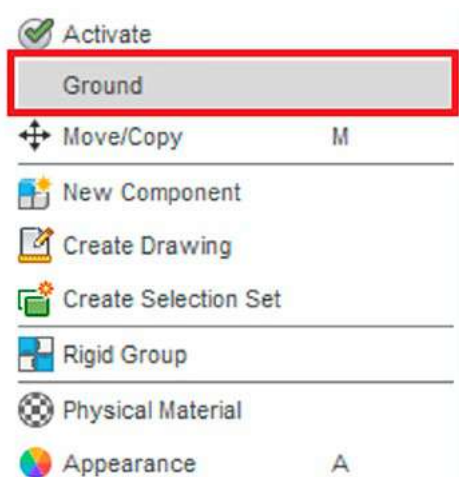 Activate
Ground
Move/Copy M
New Component
Create Drawing
Create Selection Set
Rigid Group
Physical Material
Appearance A